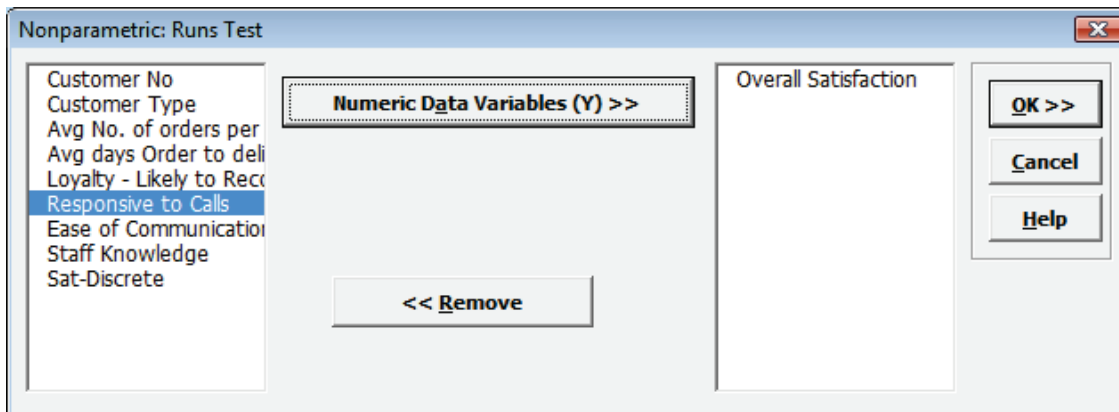 Nonparametric: Runs Test
Customer No
Customer Type
Avg No. of orders per
Avg days Order to deli
Loyalty - Likely to Reco
Responsive to Calls
Ease of Communication
Staff Knowledge
Sat-Discrete
Numeric Data Variables (Y) >>
<< Remove
Overall Satisfaction
OK >>
Cancel
Help